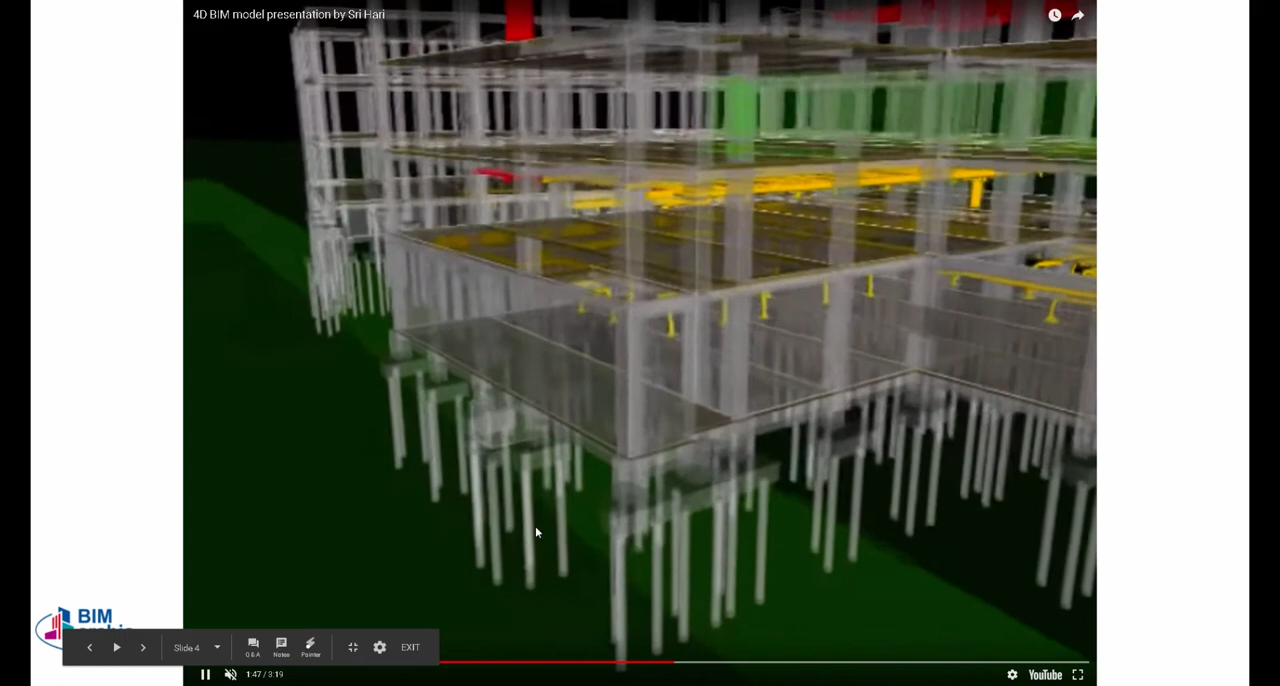 4D BIM model presentation by Sri Hari
BIM
Slide 4
Q & A
Notes
Pointer
EXIT
1:47 / 3:19
YouTube